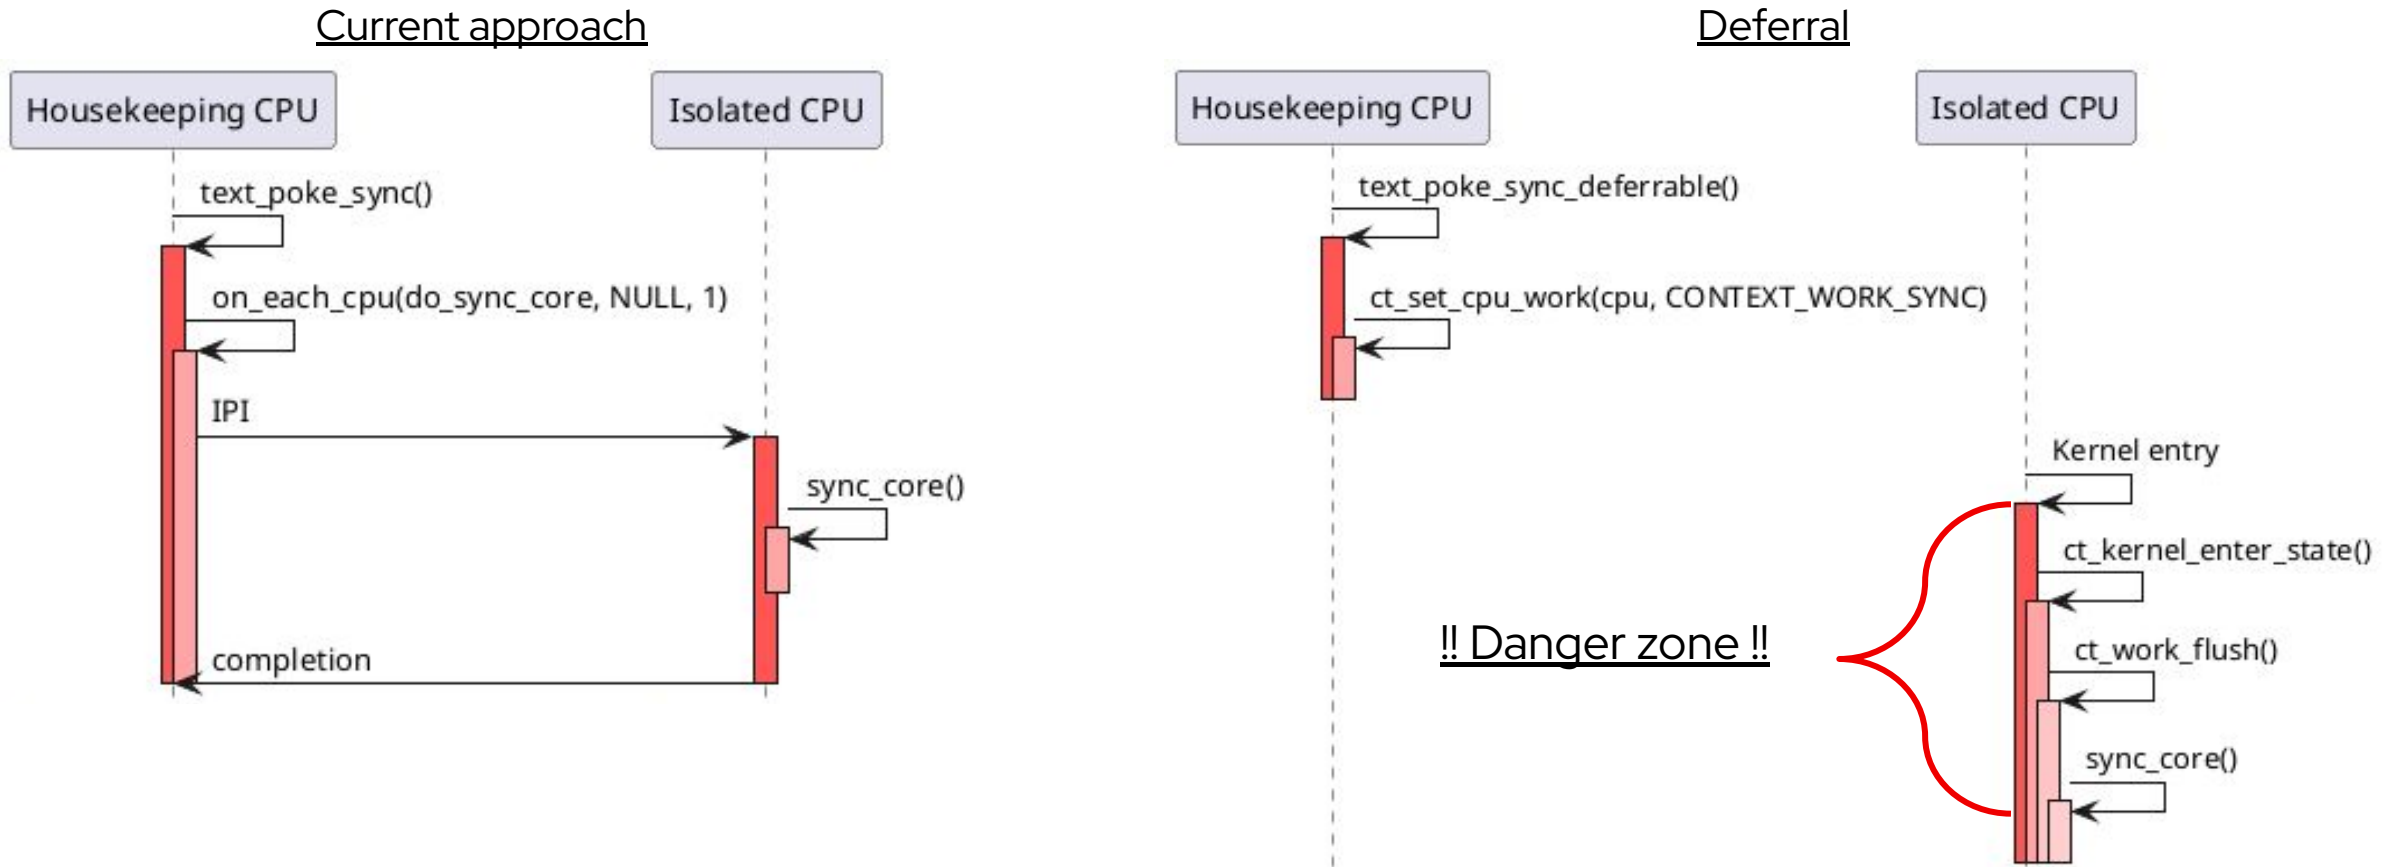 Current approach
Housekeeping CPU
Isolated CPU
text_poke_sync()
on_each_cpu(do_sync_core, NULL, 1)
IPI
sync_core()
completion
Deferral
Housekeeping CPU
Isolated CPU
text_poke_sync_deferrable()
ct_set_cpu_work(cpu, CONTEXT_WORK_SYNC)
Kernel entry
ct_kernel_enter_state()
!! Danger zone !!
ct_work_flush()
sync_core()